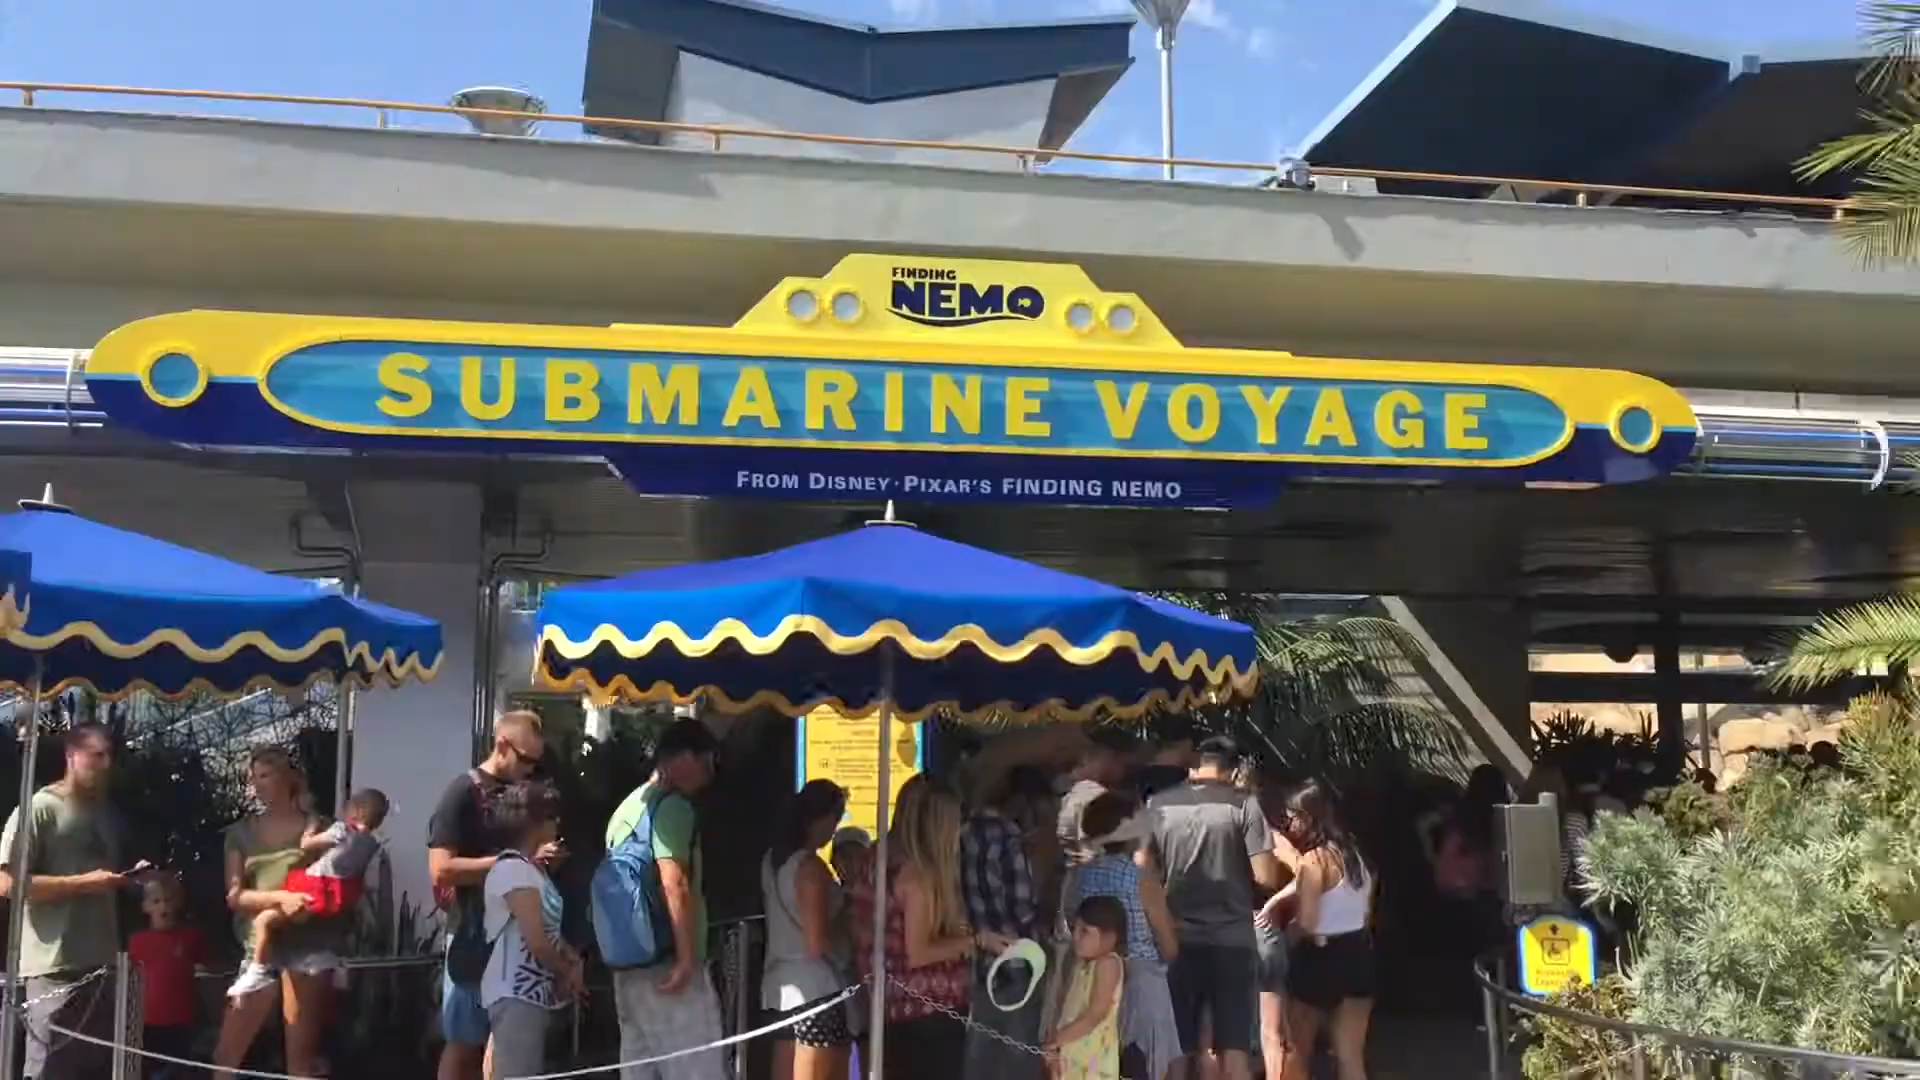 FINDING
NEMO
SUBMARINE VOYAGE
FROM DISNEY·PIXAR'S FINDING NEMO